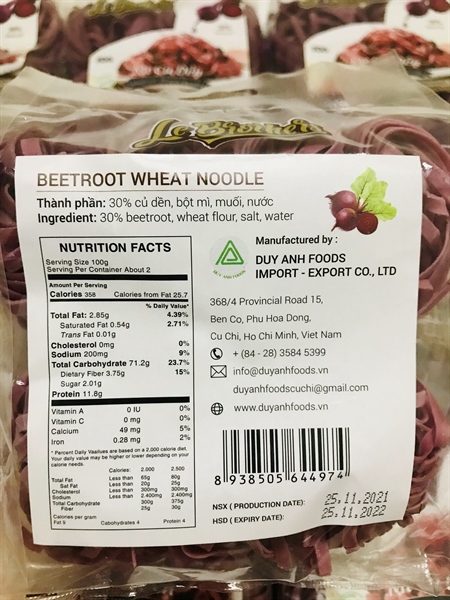 BEETROOT WHEAT NOODLE
Thành phần: 30% củ dền, bột mì, muối, nước
Ingredient: 30% beetroot, wheat flour, salt, water
NUTRITION FACTS
Serving Size 100g
Serving Per Container About 2
Amount Per Serving
Calories 358 Calories from Fat 25.7
% Daily Value*
Total Fat: 2.85g 4.39%
Saturated Fat 0.54g 2.71%
Trans Fat 0.01g
Cholesterol 0mg 0%
Sodium 200mg 9%
Total Carbohydrate 71.2g 23.7%
Dietary Fiber 3.75g 15%
Sugar 2.01g
Protein 11.8g
Vitamin A 0 IU 0%
Vitamin C 0 mg 0%
Calcium 49 mg 5%
Iron 0.28 mg 2%
* Percent Daily Vaalues are based on a 2,000 calorie diet.
Your daily value may be higher or lower depending on your
calorie needs.
Calories: 2.000 2.500
Total Fat Less than 65g 80g
Sat Fat Less than 20g 25g
Cholesterol Less than 300mg 300mg
Sodium Less than 2.400mg 2.400mg
Total Carbohydrate 300g 375g
Fiber 25g 30g
Calories per gram
Fat 9 Cabohydrates 4 Protein 4
Manufactured by :
DUY ANH FOODS
DUY ANH FOODS
IMPORT - EXPORT CO., LTD
368/4 Provincial Road 15,
Ben Co, Phu Hoa Dong,
Cu Chi, Ho Chi Minh, Viet Nam
+ (84 - 28) 3584 5399
info@duyanhfoods.vn
duyanhfoodscuchi@gmail.com
www.duyanhfoods.vn
8 938505 644974
NSX ( PRODUCTION DATE): 25.11.2021
HSD ( EXPIRY DATE): 25.11.2022